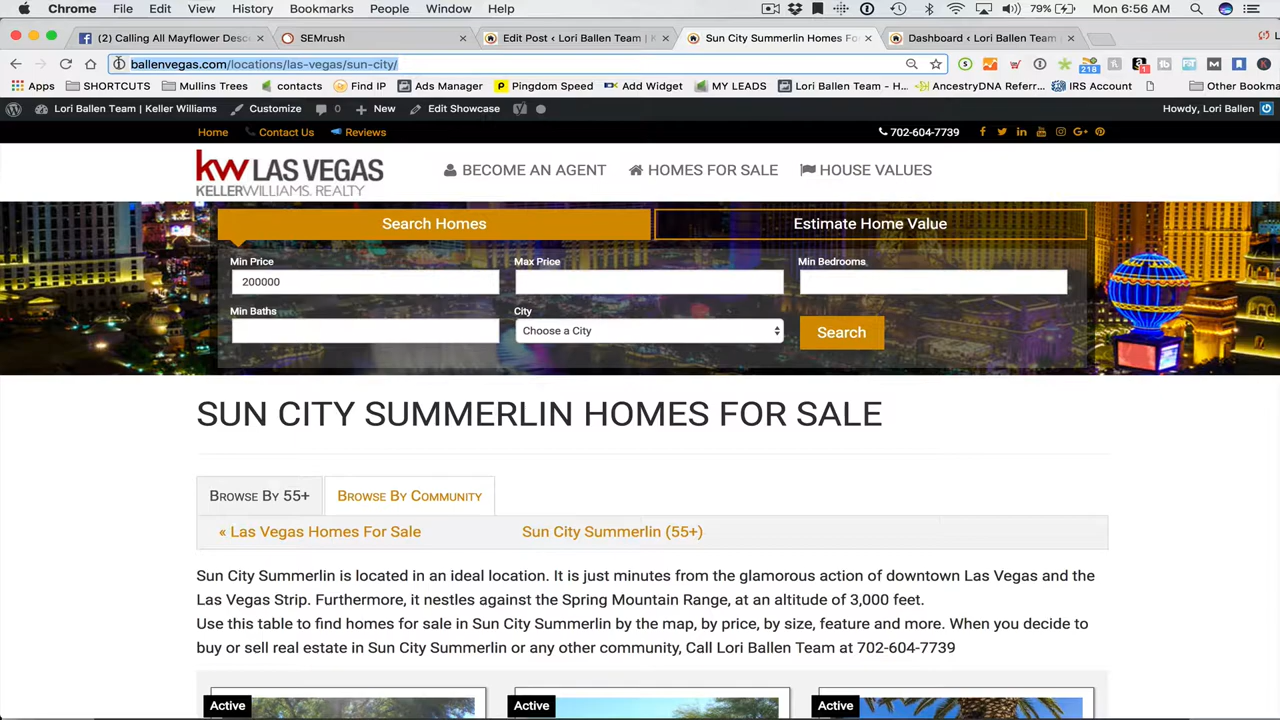 Chrome File Edit View History Bookmarks People Window Help 79% Mon 6:56 AM
(2) Calling All Mayflower Desc SEMrush Edit Post ‹ Lori Ballen Team | K Sun City Summerlin Homes Fo Dashboard ‹ Lori Ballen Team
ballenvegas.com/locations/las-vegas/sun-city/
Apps SHORTCUTS Mullins Trees contacts Find IP Ads Manager Pingdom Speed Add Widget MY LEADS Lori Ballen Team - H... AncestryDNA Referr... IRS Account Other Bookma
Lori Ballen Team | Keller Williams Customize 0 New Edit Showcase Howdy, Lori Ballen
Home Contact Us Reviews 702-604-7739
kw LAS VEGAS
KELLERWILLIAMS. REALTY
BECOME AN AGENT HOMES FOR SALE HOUSE VALUES
Search Homes Estimate Home Value
Min Price Max Price Min Bedrooms
200000
Min Baths City
Choose a City Search
SUN CITY SUMMERLIN HOMES FOR SALE
Browse By 55+ Browse By Community
« Las Vegas Homes For Sale Sun City Summerlin (55+)
Sun City Summerlin is located in an ideal location. It is just minutes from the glamorous action of downtown Las Vegas and the
Las Vegas Strip. Furthermore, it nestles against the Spring Mountain Range, at an altitude of 3,000 feet.
Use this table to find homes for sale in Sun City Summerlin by the map, by price, by size, feature and more. When you decide to
buy or sell real estate in Sun City Summerlin or any other community, Call Lori Ballen Team at 702-604-7739
Active Active Active